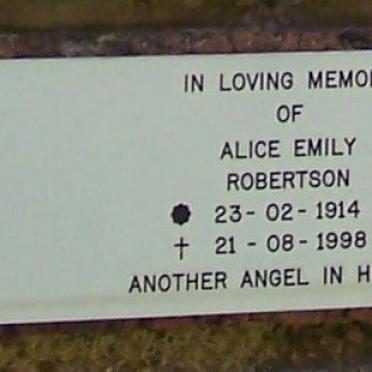 IN LOVING MEMO
OF
ALICE EMILY
ROBERTSON
23-02-1914
† 21-08-1998
ANOTHER ANGEL IN H